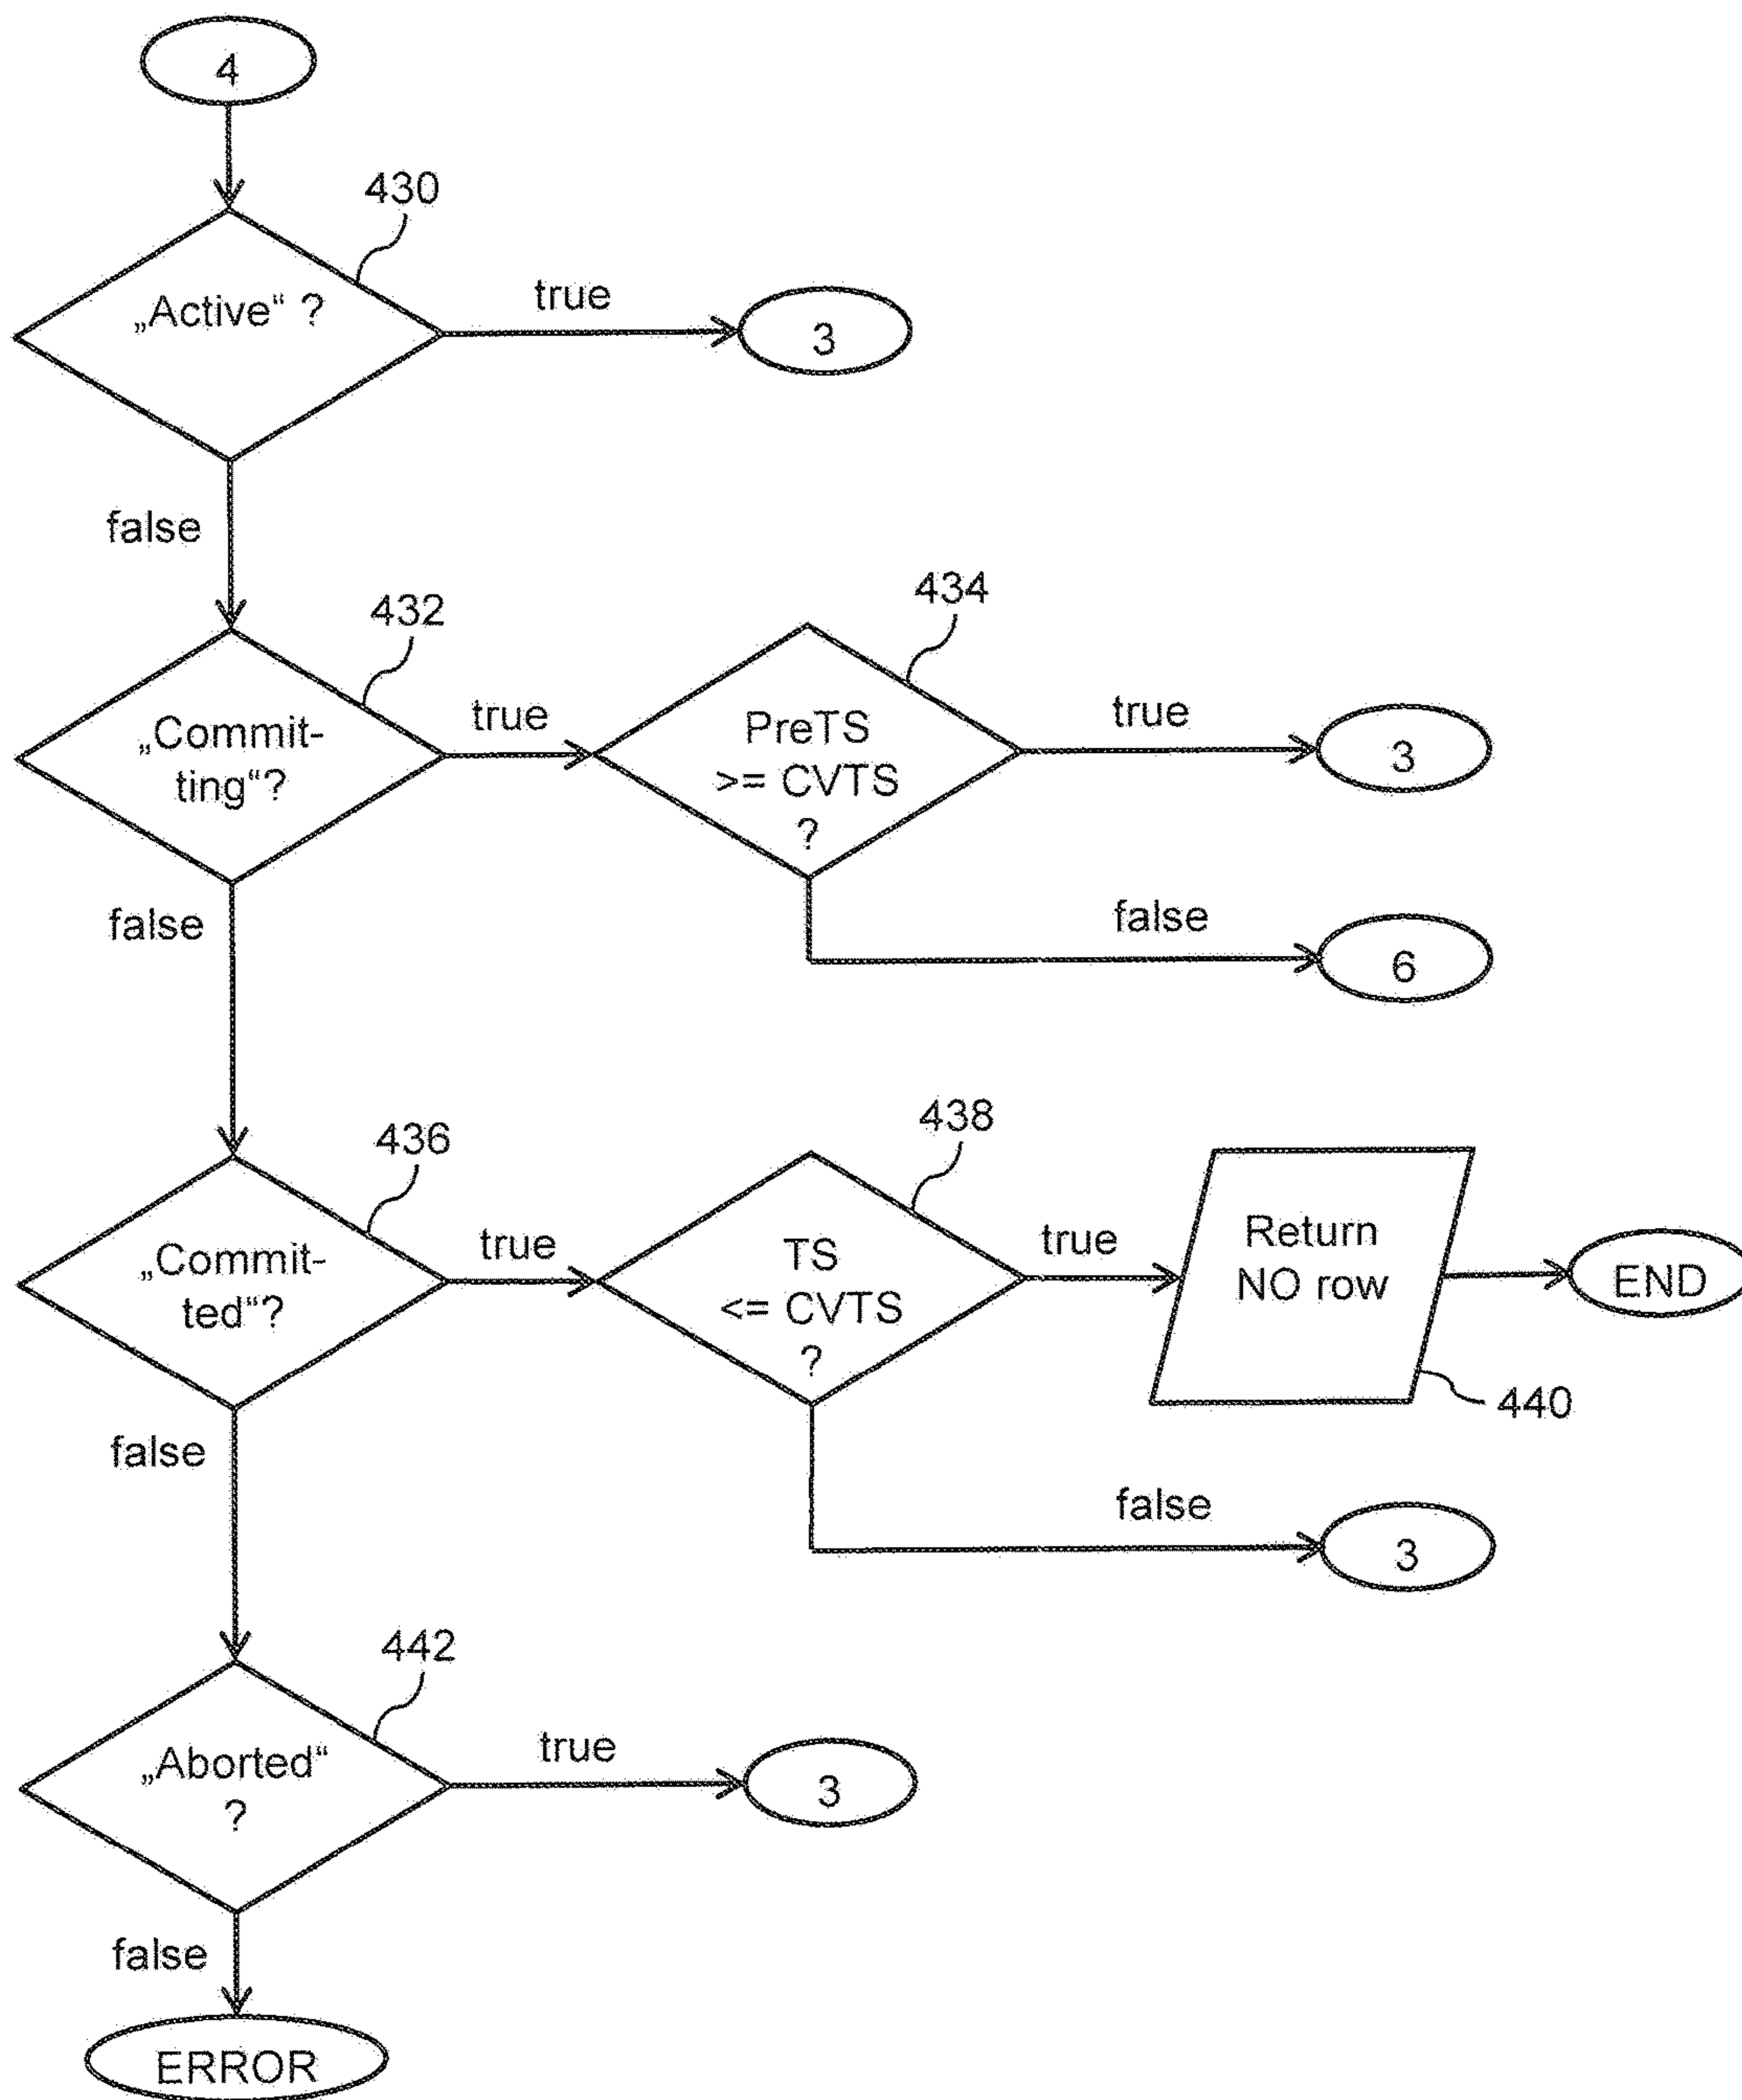 4
430
„Active“ ?
true
3
false
432
434
„Commit-
ting“?
true
PreTS
>= CVTS
?
true
3
false
false
6
436
438
„Commit-
ted“?
true
TS
<= CVTS
?
true
Return
NO row
END
440
false
false
3
442
„Aborted“
?
true
3
false
ERROR